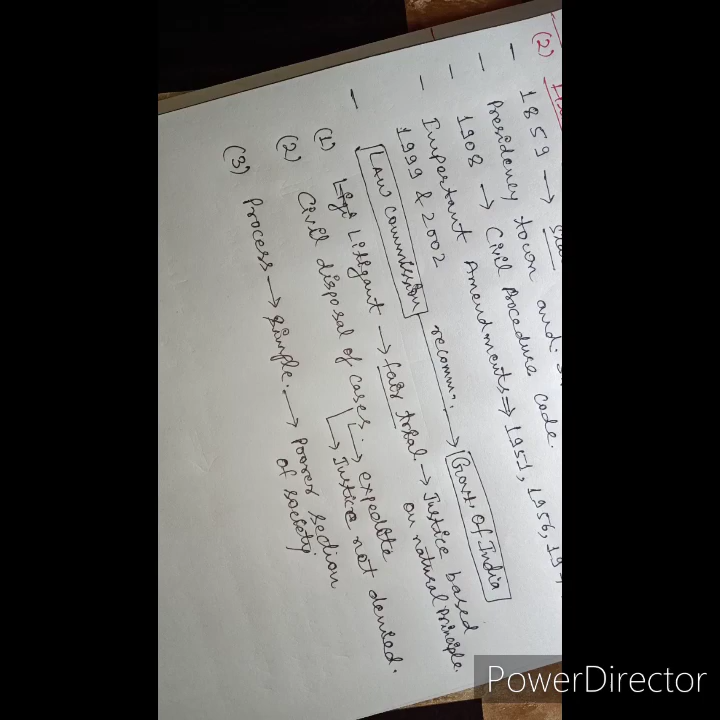 (2)
- 1859 →
Presidency town and
- 1908 → Civil Procedure Code.
- Important Amendments ⇒ 1951, 1956, 19
- 1999 & 2002
- Law Commission recomm. → Govt. of India
(1) Litigant → fair trial. → Justice based on natural Principle.
(2) Civil disposal of cases. → expedite
→ Justice not denied.
(3) Process → simple. → Poorer section
of society
PowerDirector